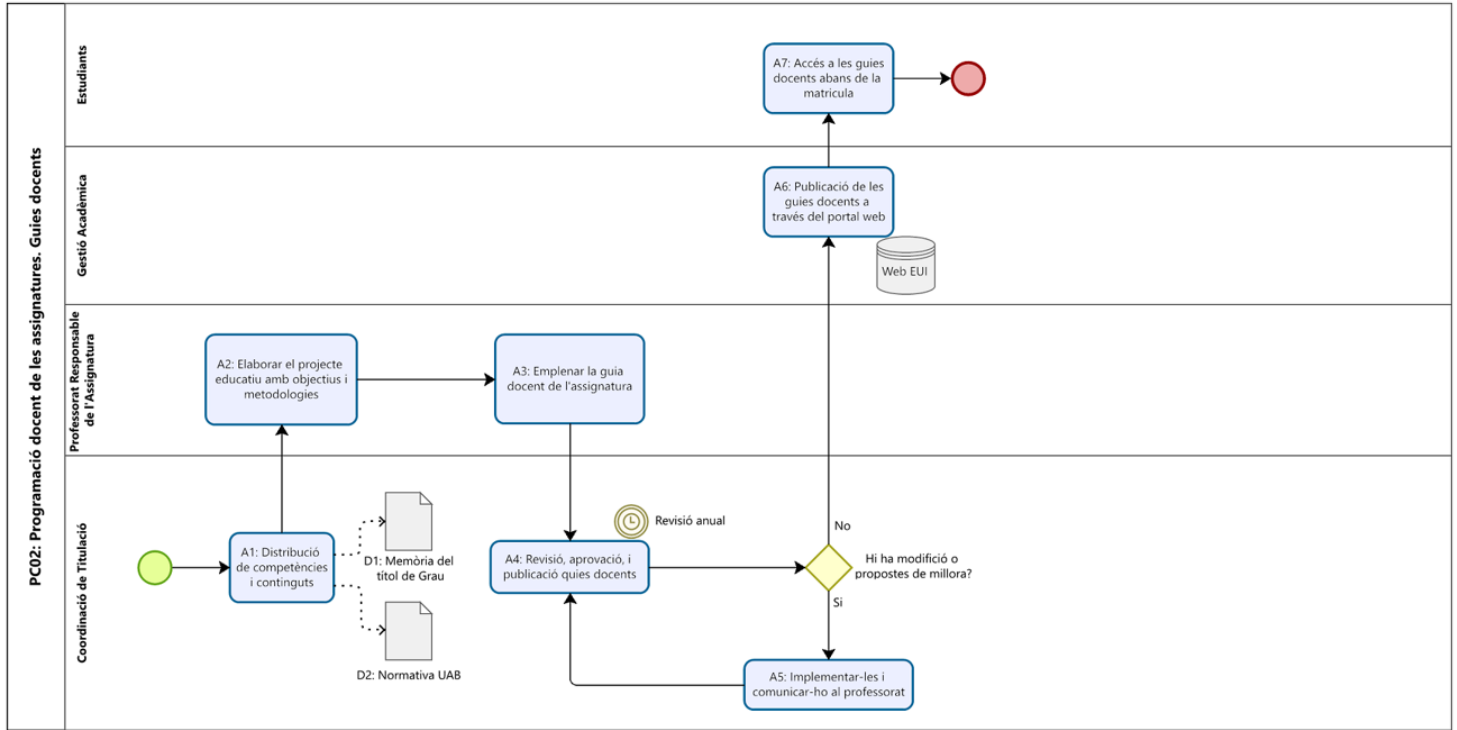 PC02: Programació docent de les assignatures. Guies docents
Estudiants
A7: Accés a les guies
docents abans de la
matricula
Gestió Acadèmica
A6: Publicació de les
guies docents a
través del portal web
Web EUI
Professorat Responsable
de l'Assignatura
A2: Elaborar el projecte
educatiu amb objectius i
metodologies
A3: Emplenar la guia
docent de l'assignatura
Coordinació de Titulació
A1: Distribució
de competències
i continguts
D1: Memòria del
títol de Grau
D2: Normativa UAB
Revisió anual
A4: Revisió, aprovació, i
publicació quies docents
No
Hi ha modifició o
propostes de millora?
Si
A5: Implementar-les i
comunicar-ho al professorat